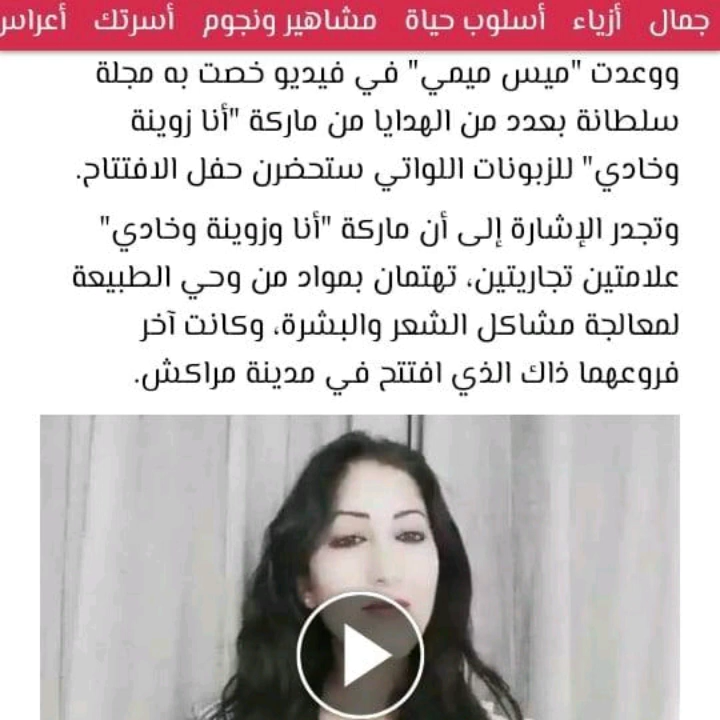 جمال أزياء أسلوب حياة مشاهير ونجوم أسرتك أعراس
ووعدت "ميس ميمي" في فيديو خصت به مجلة
سلطانة بعدد من الهدايا من ماركة "أنا زوينة
وخادي" للزبونات اللواتي ستحضرن حفل الافتتاح.
وتجدر الإشارة إلى أن ماركة "أنا وزوينة وخادي"
علامتين تجاريتين، تهتمان بمواد من وحي الطبيعة
لمعالجة مشاكل الشعر والبشرة، وكانت آخر
فروعهما ذاك الذي افتتح في مدينة مراكش.